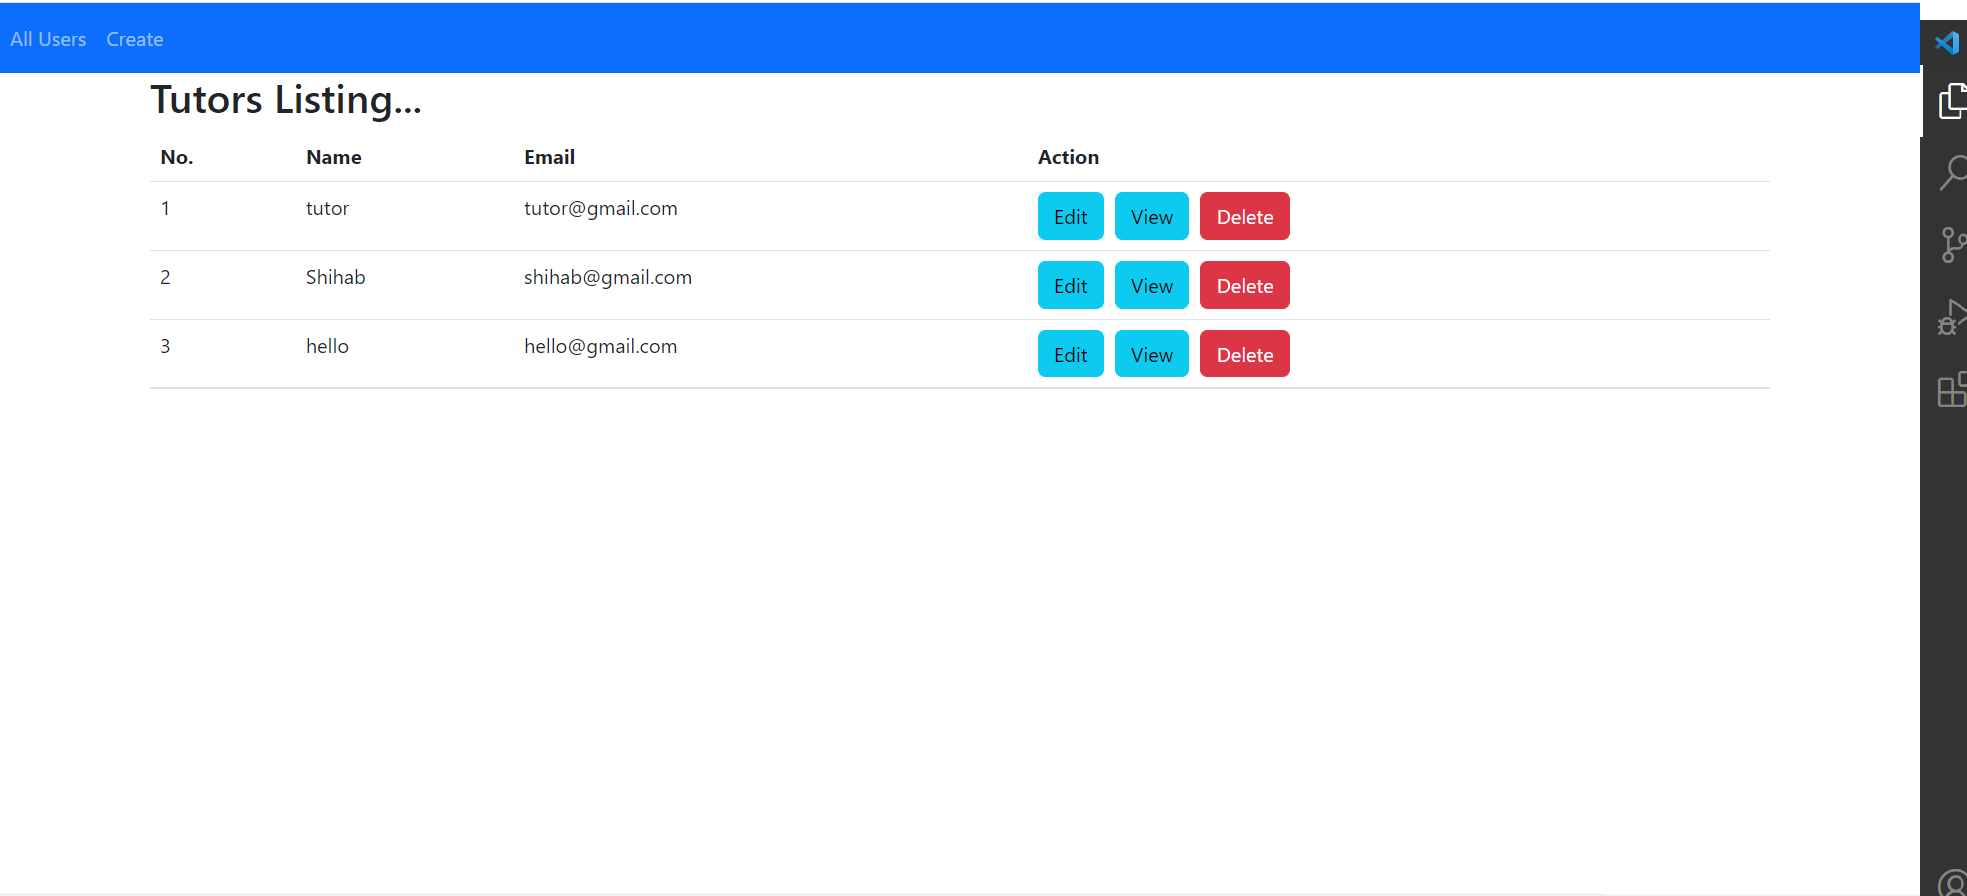 All Users Create
Tutors Listing...
No. Name Email Action
1 tutor tutor@gmail.com Edit View Delete
2 Shihab shihab@gmail.com Edit View Delete
3 hello hello@gmail.com Edit View Delete